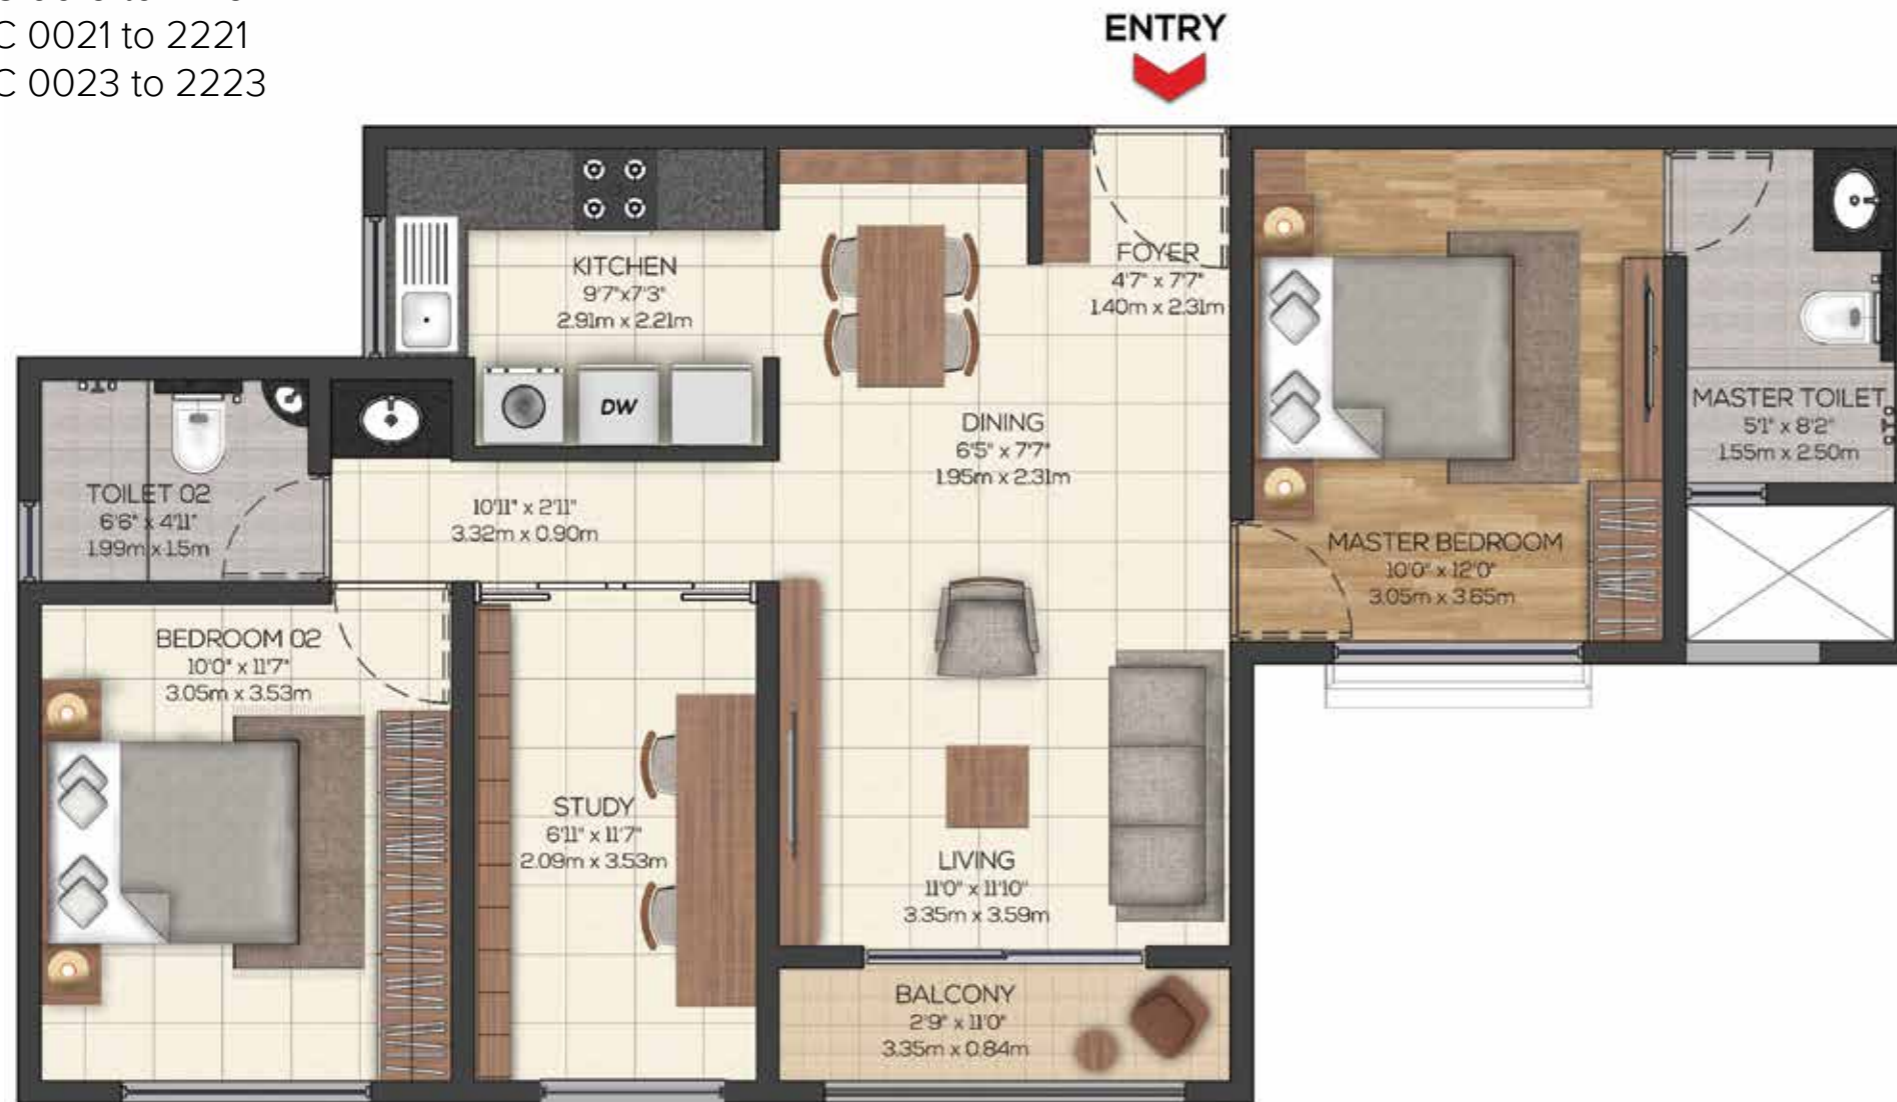 C 0021 to 2221
C 0023 to 2223
ENTRY
KITCHEN
9'7"x7'3"
2.91m x 2.21m
FOYER
4'7" x 7'7"
1.40m x 2.31m
DW
DINING
6'5" x 7'7"
1.95m x 2.31m
MASTER TOILET
5'1" x 8'2"
1.55m x 2.50m
TOILET 02
6'6" x 4'11"
1.99m x 1.5m
10'11" x 2'11"
3.32m x 0.90m
MASTER BEDROOM
10'0" x 12'0"
3.05m x 3.65m
BEDROOM 02
10'0" x 11'7"
3.05m x 3.53m
STUDY
6'11" x 11'7"
2.09m x 3.53m
LIVING
11'0" x 11'10"
3.35m x 3.59m
BALCONY
2'9" x 11'0"
3.35m x 0.84m